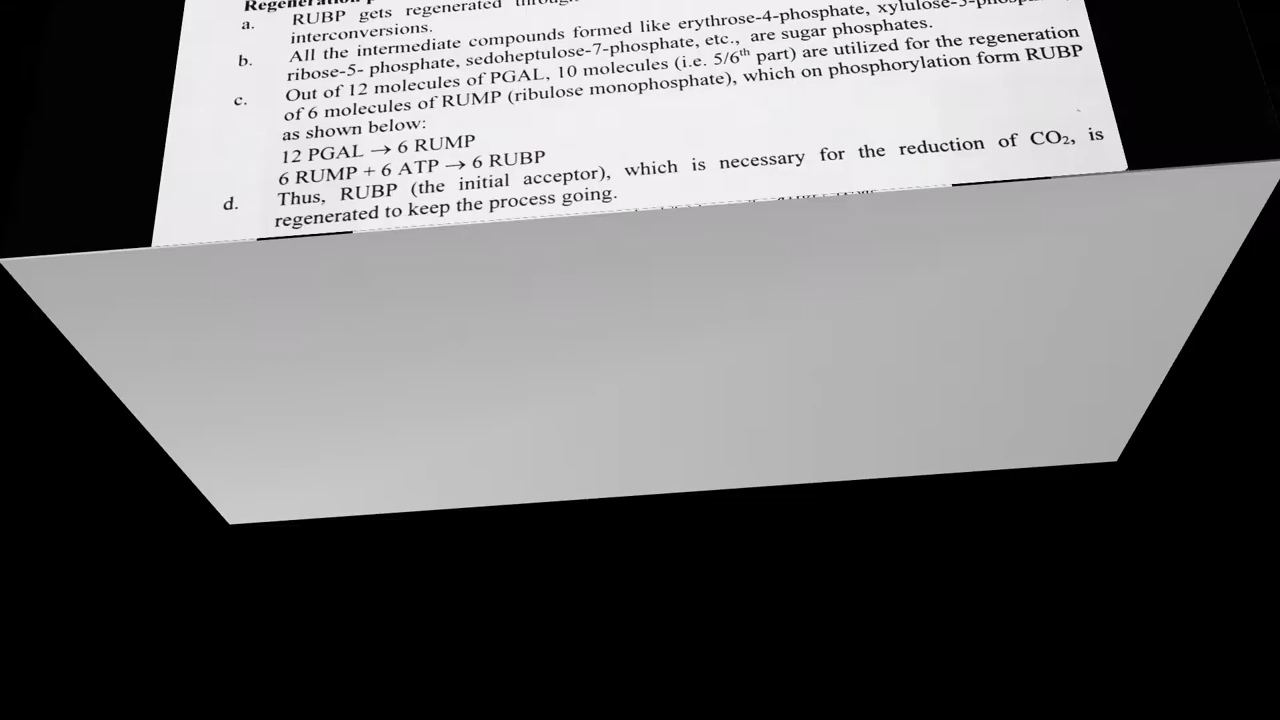 Regeneration
a. RUBP gets regenerated through
interconversions.
b. All the intermediate compounds formed like erythrose-4-phosphate, xylulose-5-phosphate,
ribose-5- phosphate, sedoheptulose-7-phosphate, etc., are sugar phosphates.
c. Out of 12 molecules of PGAL, 10 molecules (i.e. 5/6th part) are utilized for the regeneration
of 6 molecules of RUMP (ribulose monophosphate), which on phosphorylation form RUBP
as shown below:
12 PGAL → 6 RUMP
6 RUMP + 6 ATP → 6 RUBP
d. Thus, RUBP (the initial acceptor), which is necessary for the reduction of CO₂, is
regenerated to keep the process going.